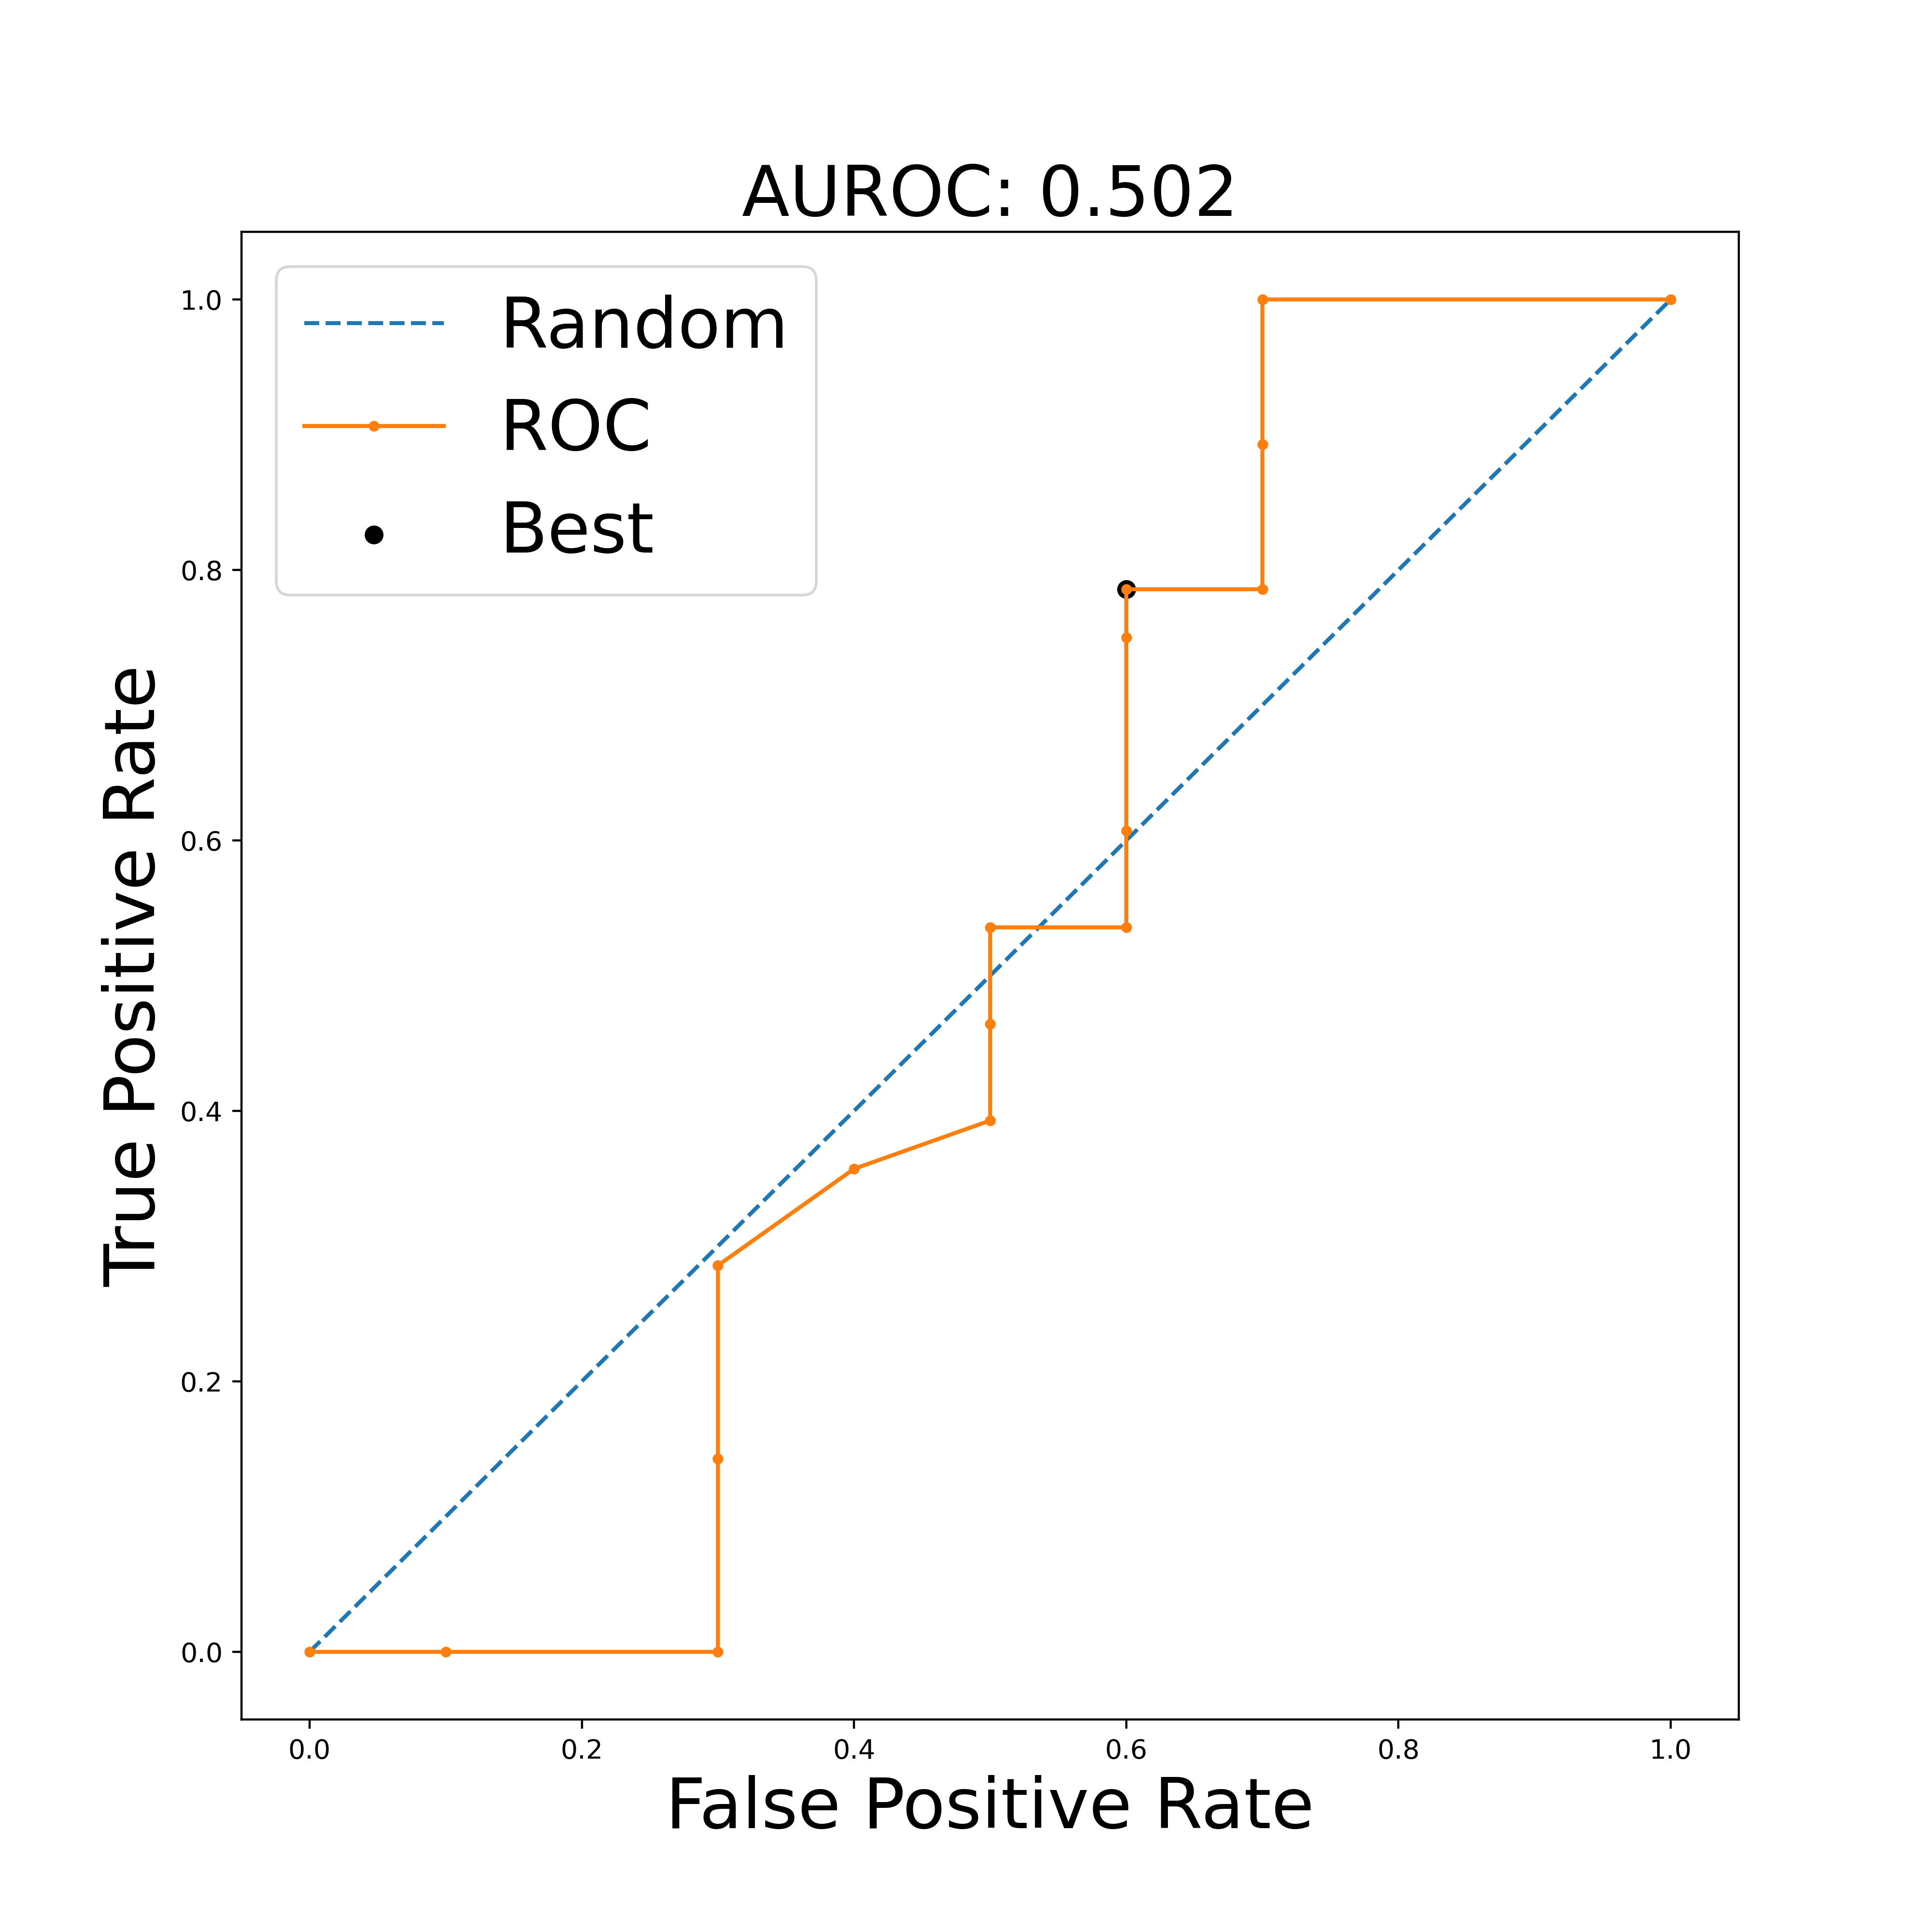 AUROC: 0.502
Random
ROC
Best
True Positive Rate
1.0
0.8
0.6
0.4
0.2
0.0
0.0 0.2 0.4 0.6 0.8 1.0
False Positive Rate